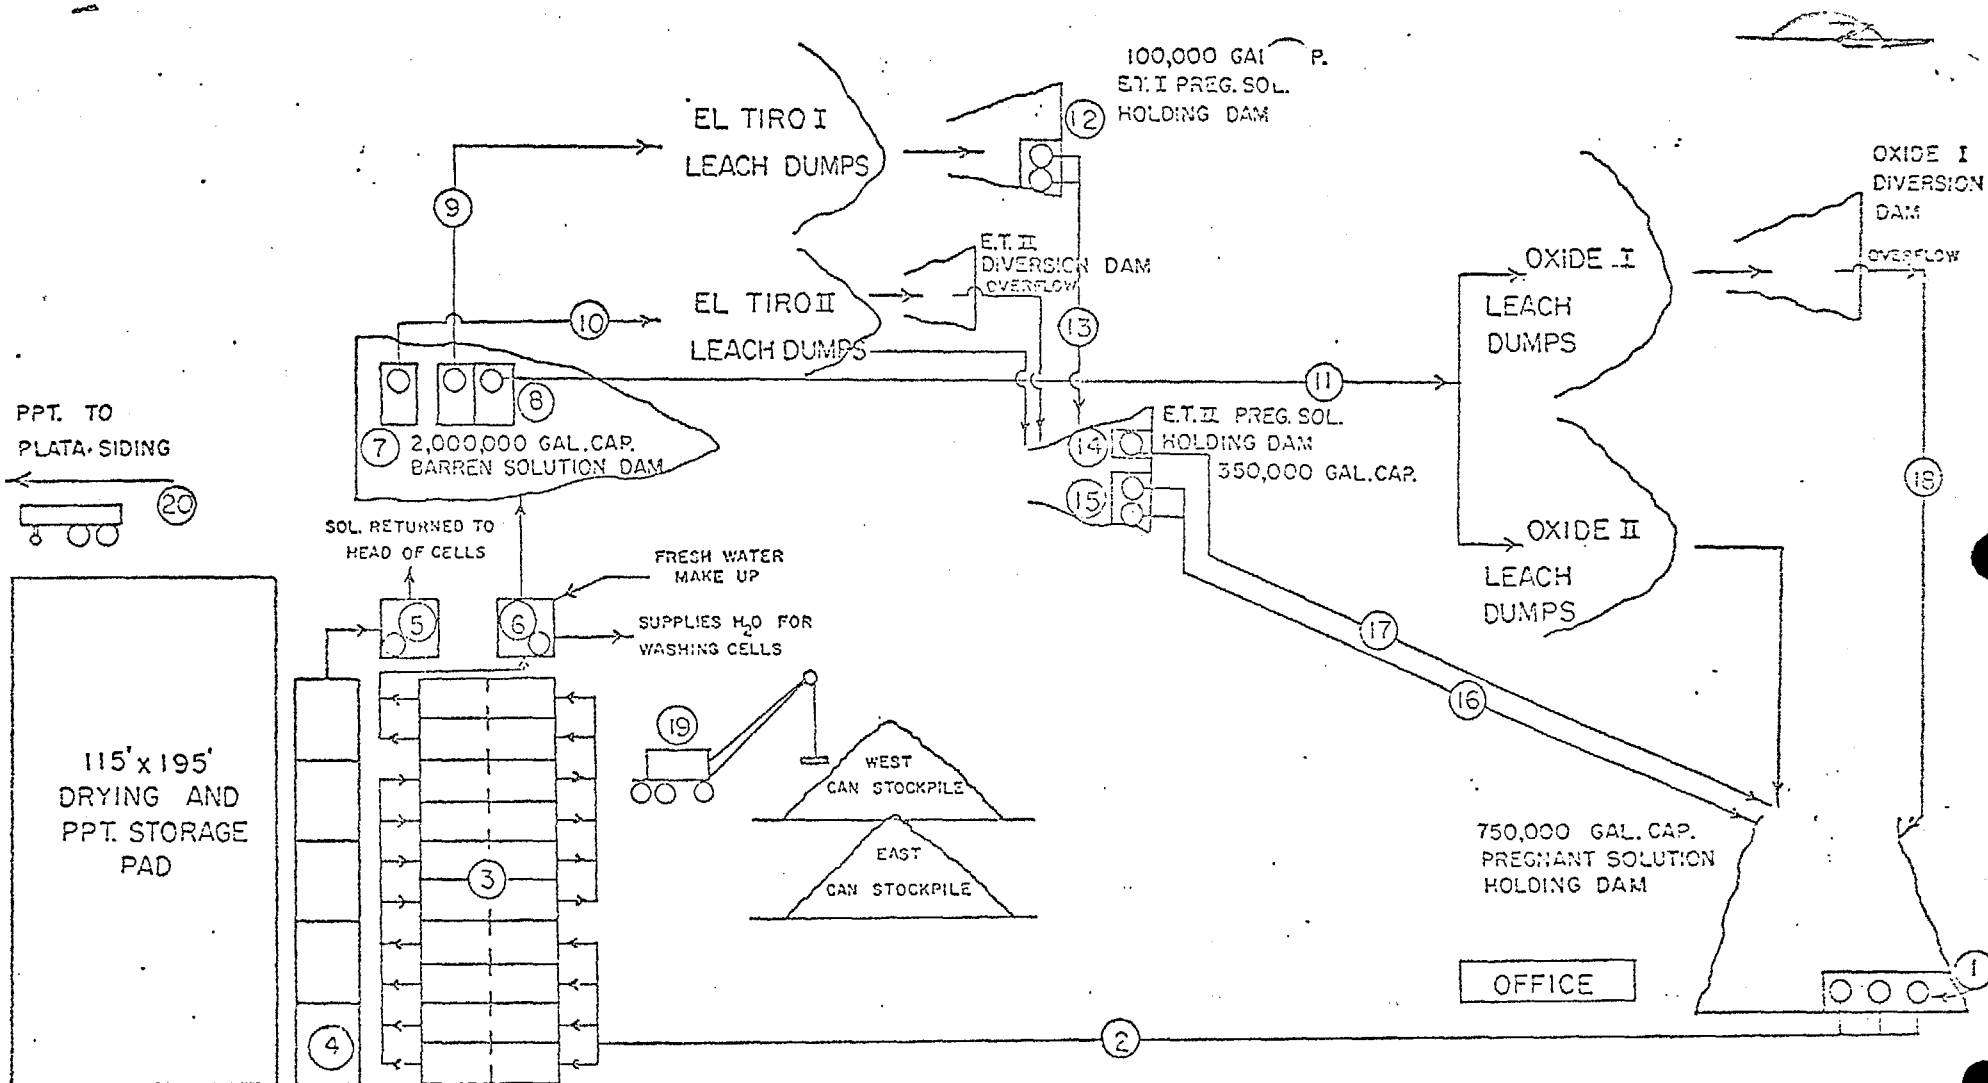 100,000 GAL P.
E.T. I PREG. SOL.
HOLDING DAM
12
EL TIRO I
LEACH DUMPS
9
OXIDE I
DIVERSION
DAM
OVERFLOW
E.T. II
DIVERSION DAM
OVERFLOW
OXIDE I
LEACH
DUMPS
EL TIRO II
LEACH DUMPS
10
13
11
8
7
2,000,000 GAL. CAP.
BARREN SOLUTION DAM
PPT. TO
PLATA SIDING
20
14
E.T. II PREG. SOL.
HOLDING DAM
350,000 GAL. CAP.
15
18
OXIDE II
LEACH
DUMPS
SOL. RETURNED TO
HEAD OF CELLS
FRESH WATER
MAKE UP
5
6
SUPPLIES H2O FOR
WASHING CELLS
17
16
19
WEST
CAN STOCKPILE
EAST
CAN STOCKPILE
115' x 195'
DRYING AND
PPT. STORAGE
PAD
3
4
750,000 GAL. CAP.
PREGNANT SOLUTION
HOLDING DAM
OFFICE
1
2